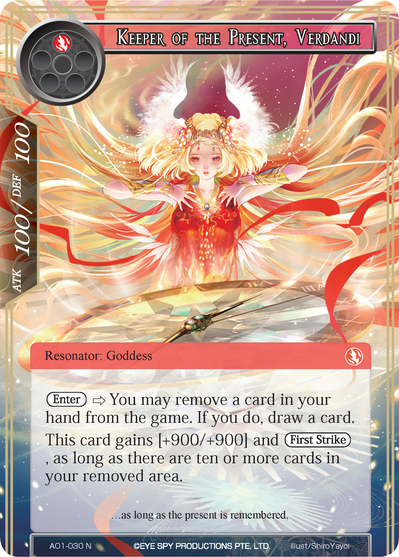 KEEPER OF THE PRESENT, VERDANDI
ATK 100/DEF 100
Resonator: Goddess
Enter ⇨ You may remove a card in your
hand from the game. If you do, draw a card.
This card gains [+900/+900] and First Strike
, as long as there are ten or more cards in
your removed area.
...as long as the present is remembered.
AO1-030 N ©EYE SPY PRODUCTIONS PTE. LTD. Illust/ShiroYayoi